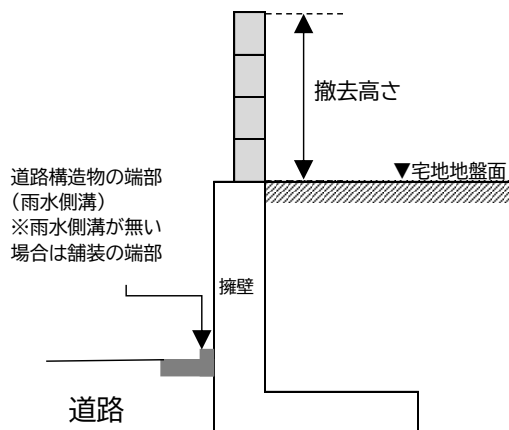 撤去高さ
▼宅地地盤面
道路構造物の端部
（雨水側溝）
※雨水側溝が無い
場合は舗装の端部
擁壁
道路